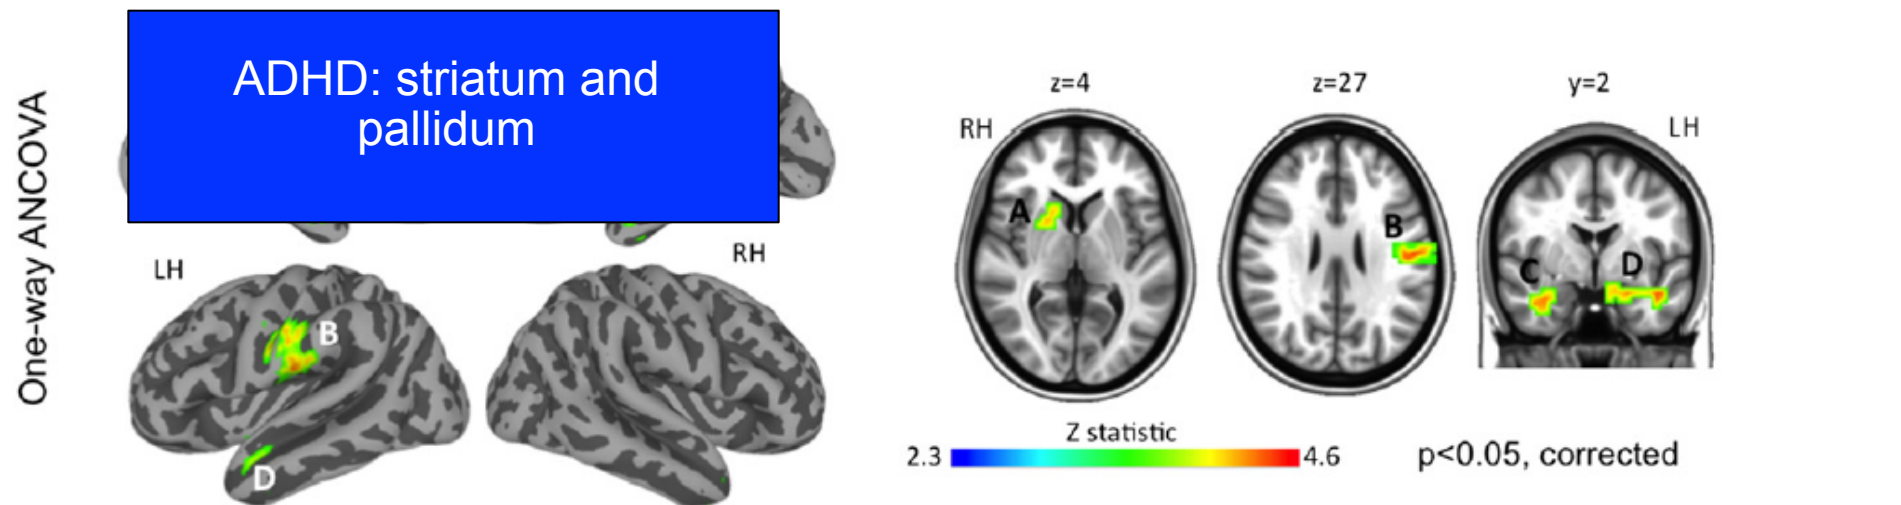 One-way ANCOVA
ADHD: striatum and
pallidum
LH
RH
B
D
z=4
z=27
y=2
RH
LH
A
B
C
D
Z statistic
2.3
4.6
p<0.05, corrected